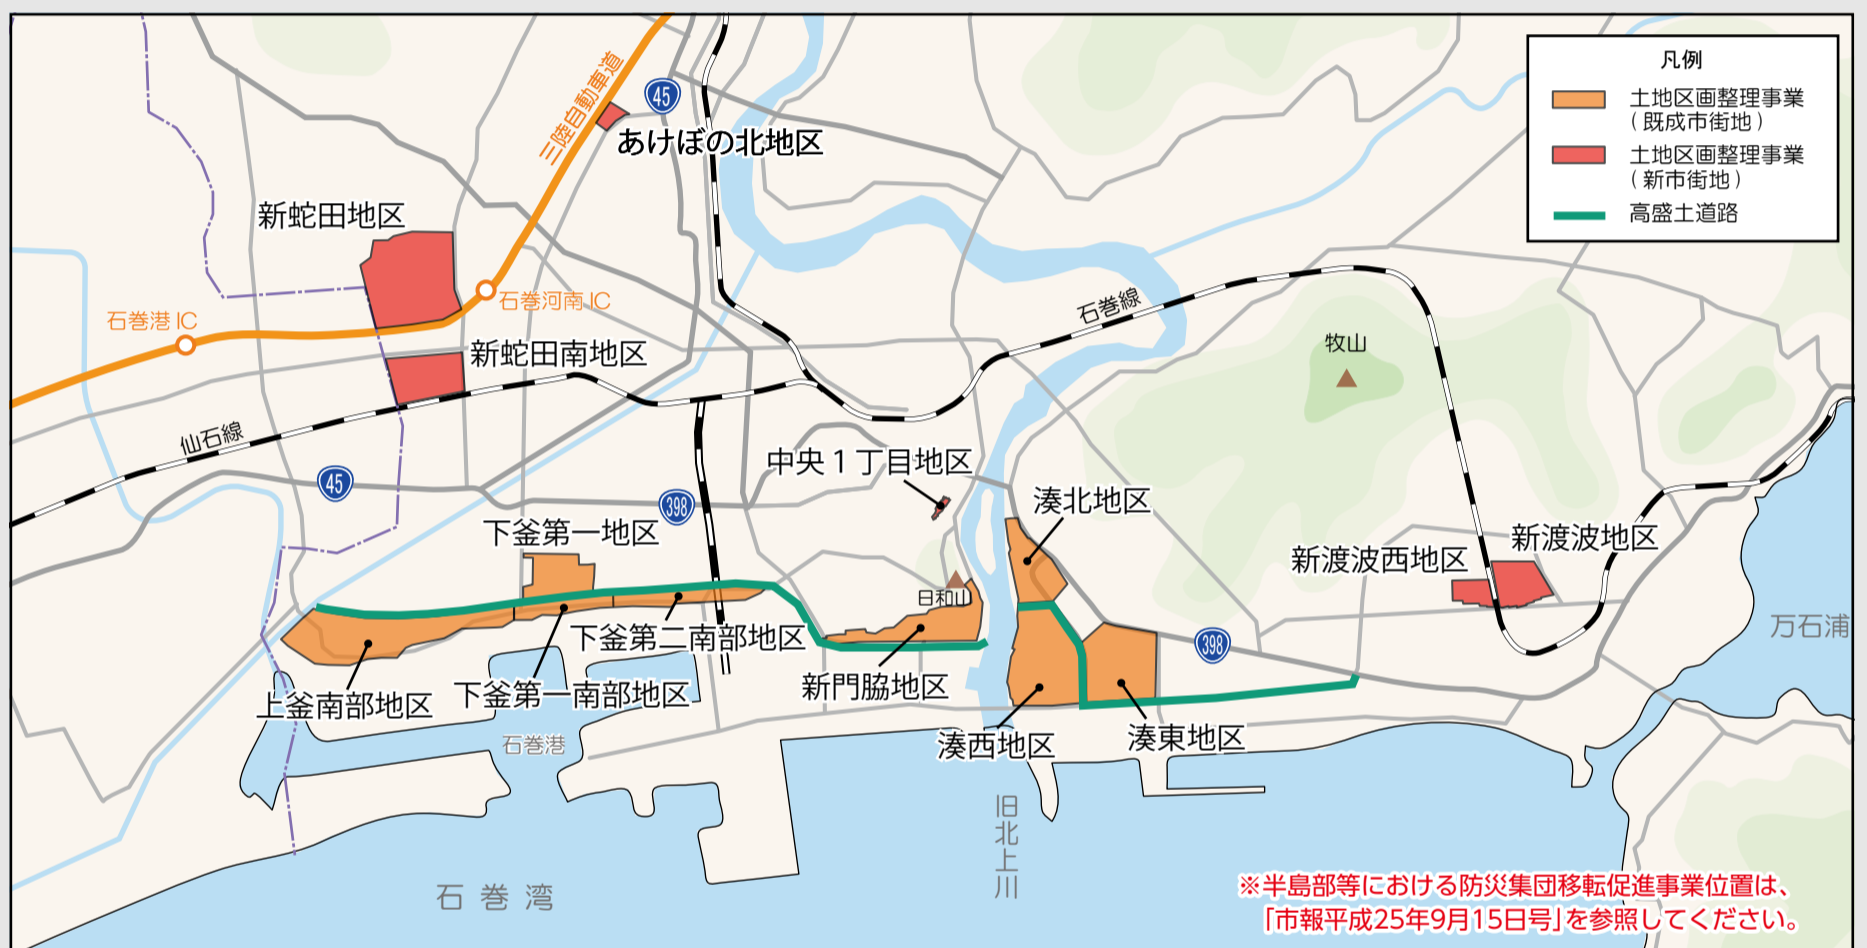 凡例
土地区画整理事業
（既成市街地）
土地区画整理事業
（新市街地）
高盛土道路
三陸自動車道
45
あけぼの北地区
新蛇田地区
石巻河南IC
石巻港IC
新蛇田南地区
石巻線
牧山
仙石線
45
398
中央１丁目地区
湊北地区
下釜第一地区
新渡波西地区
新渡波地区
日和山
下釜第二南部地区
398
万石浦
上釜南部地区
下釜第一南部地区
新門脇地区
石巻港
湊西地区
湊東地区
旧北上川
石巻湾
※半島部等における防災集団移転促進事業位置は、
「市報平成25年9月15日号」を参照してください。